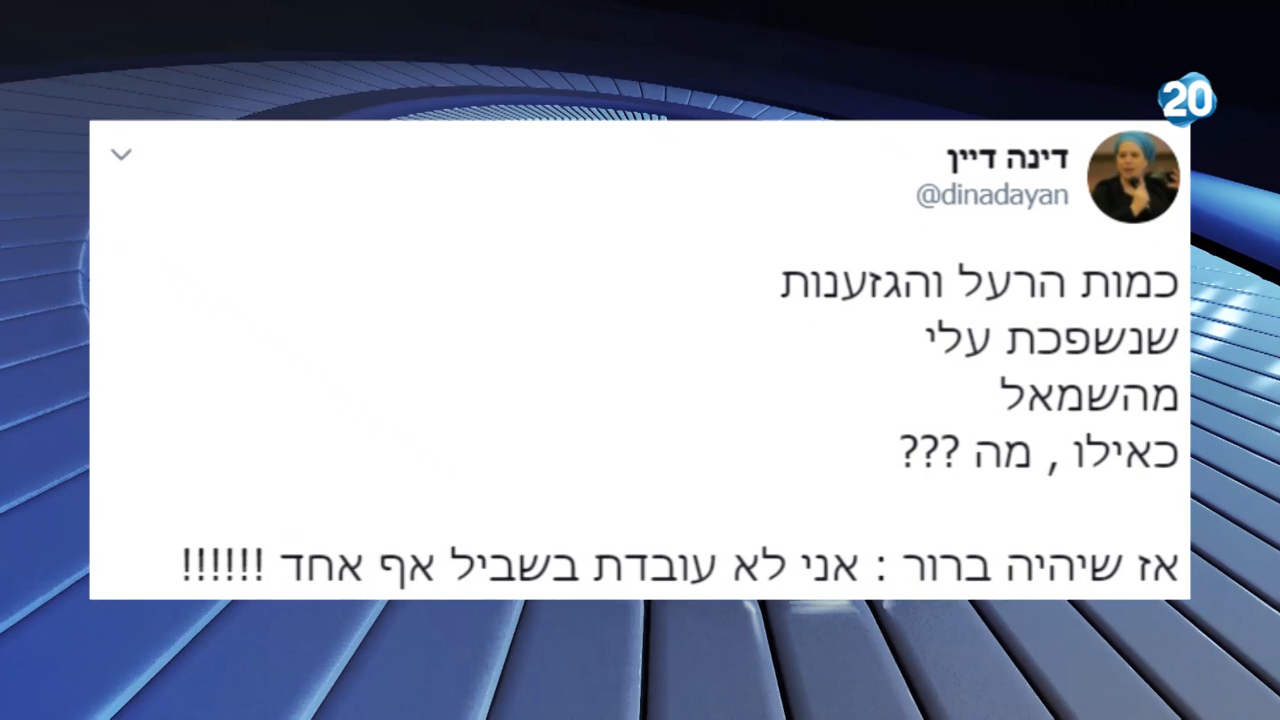 20
דינה דיין
@dinadayan
כמות הרעל והגזענות
שנשפכת עלי
מהשמאל
כאילו , מה ???
אז שיהיה ברור : אני לא עובדת בשביל אף אחד !!!!!!